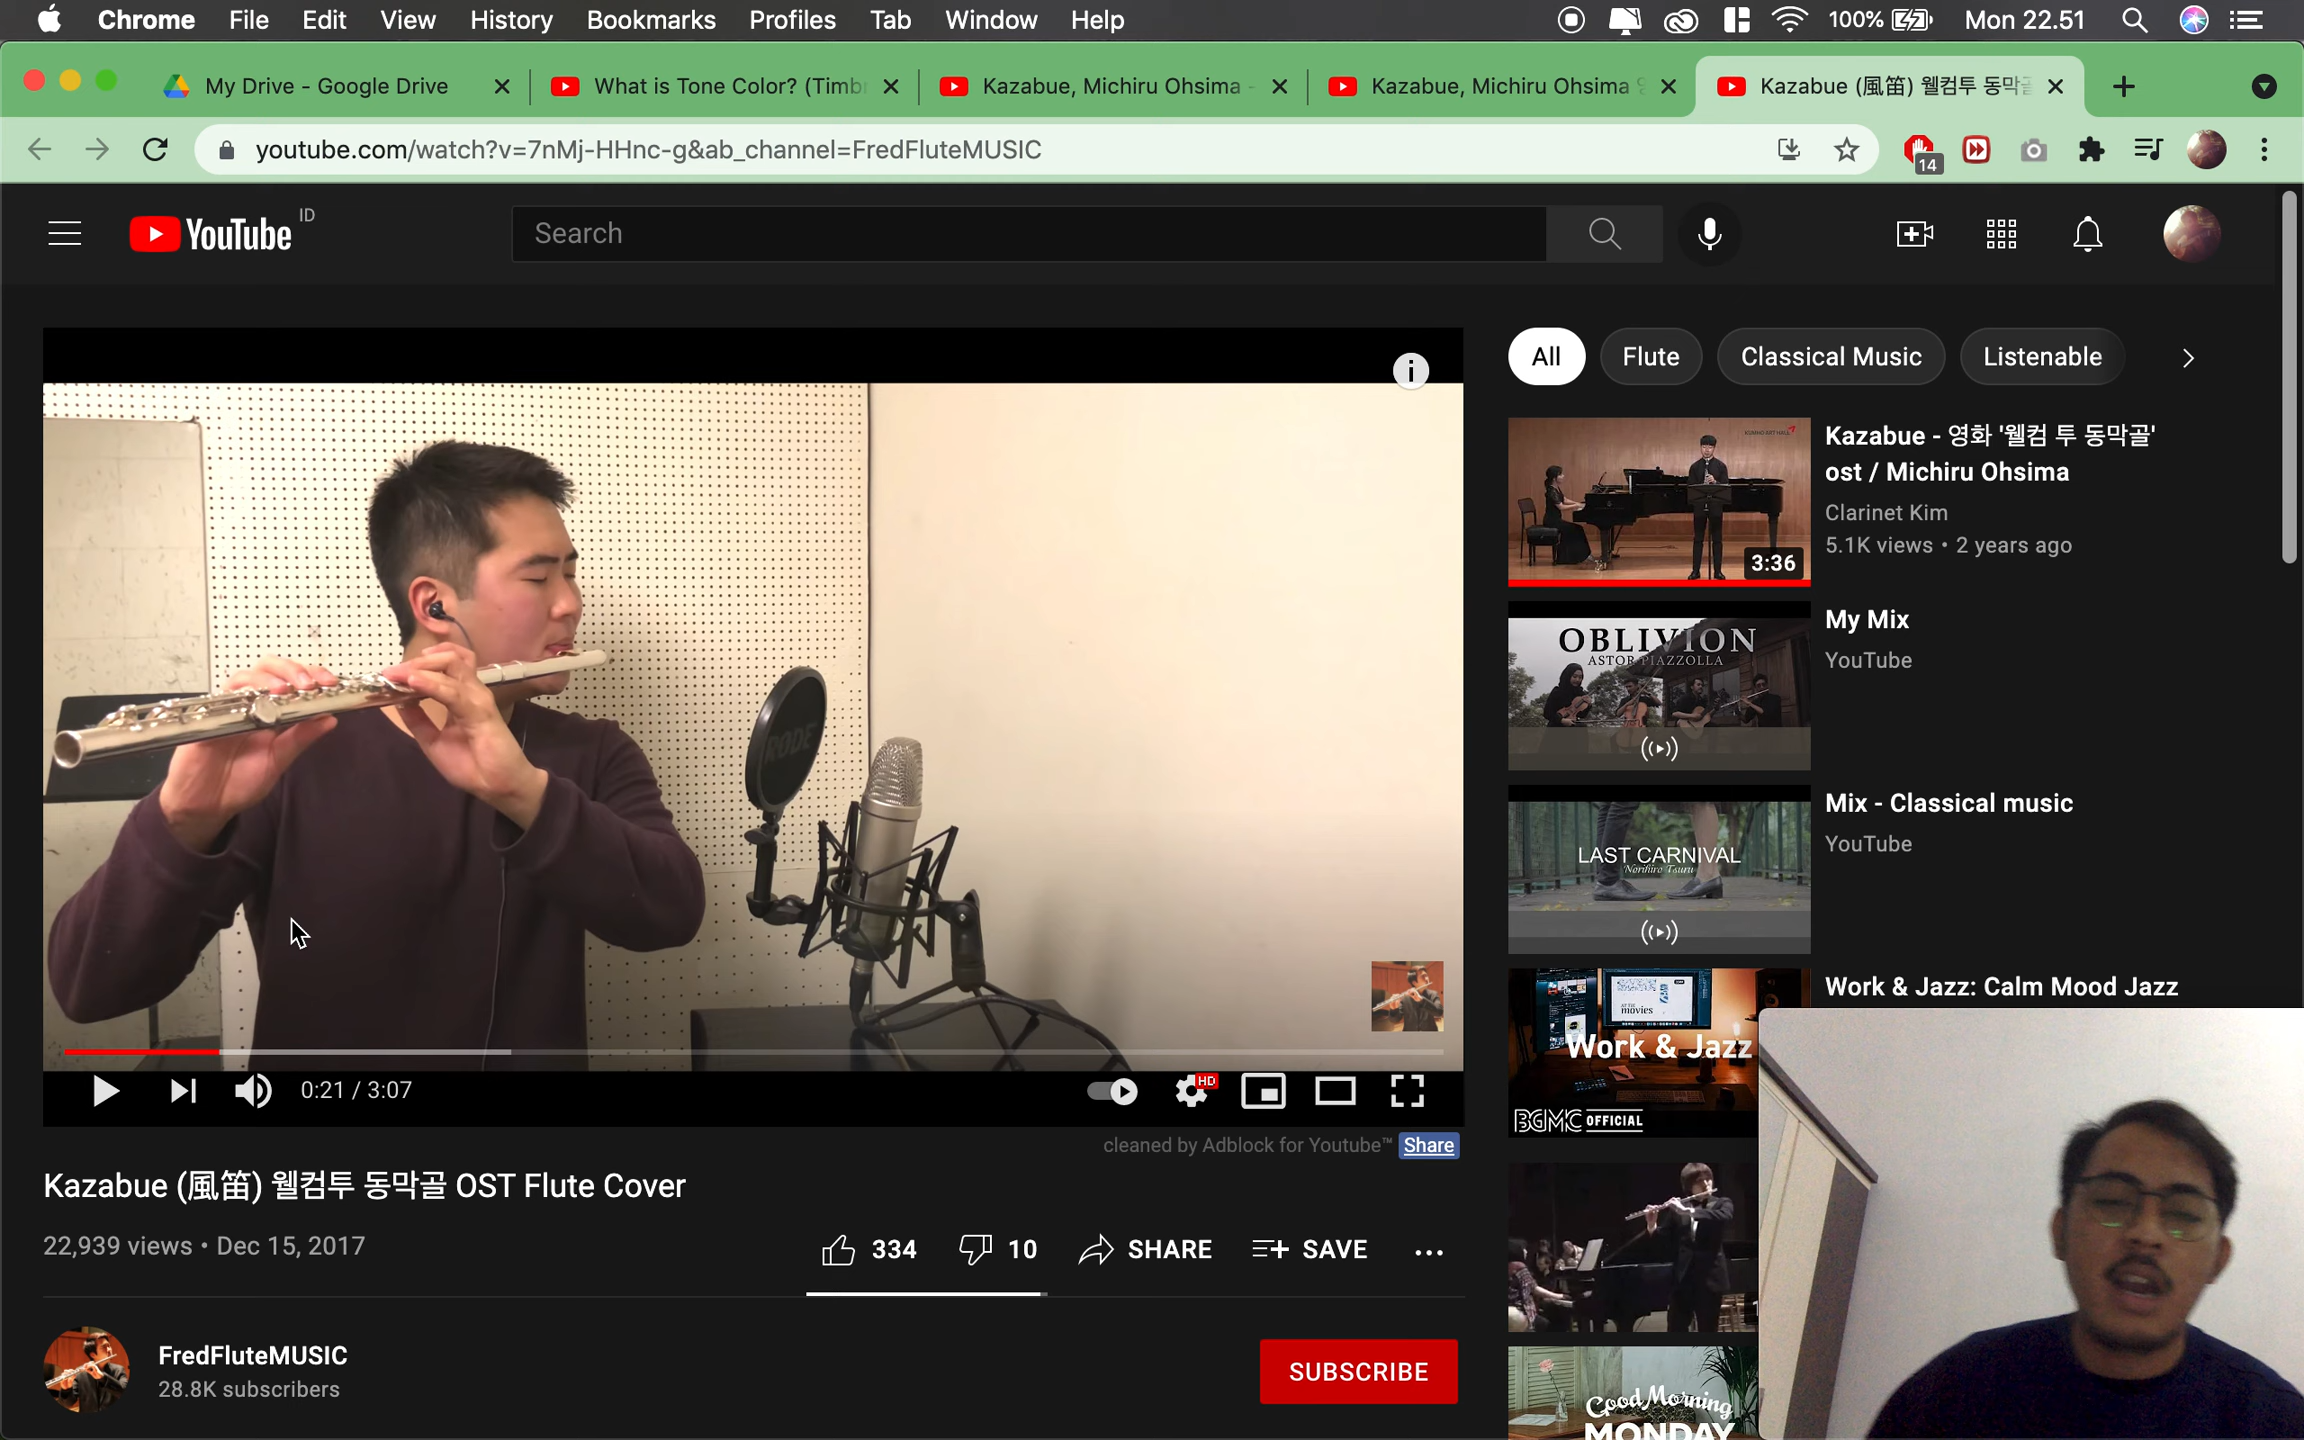 Chrome File Edit View History Bookmarks Profiles Tab Window Help 100% Mon 22.51
My Drive - Google Drive
What is Tone Color? (Timbr
Kazabue, Michiru Ohsima -
Kazabue, Michiru Ohsima
Kazabue (風笛) 웰컴투 동막골
youtube.com/watch?v=7nMj-HHnc-g&ab_channel=FredFluteMUSIC
14
YouTube ID
Search
All Flute Classical Music Listenable
RODE
HD
0:21 / 3:07
cleaned by Adblock for Youtube™ Share
Kazabue (風笛) 웰컴투 동막골 OST Flute Cover
22,939 views • Dec 15, 2017
334 10 SHARE SAVE
FredFluteMUSIC
28.8K subscribers
SUBSCRIBE
3:36
Kazabue - 영화 '웰컴 투 동막골'
ost / Michiru Ohsima
Clarinet Kim
5.1K views • 2 years ago
OBLIVION
ASTOR PIAZZOLLA
My Mix
YouTube
LAST CARNIVAL
Norihiro Tsuru
Mix - Classical music
YouTube
movies
Work & Jazz
BGMC OFFICIAL
Work & Jazz: Calm Mood Jazz
Good Morning
MONDAY